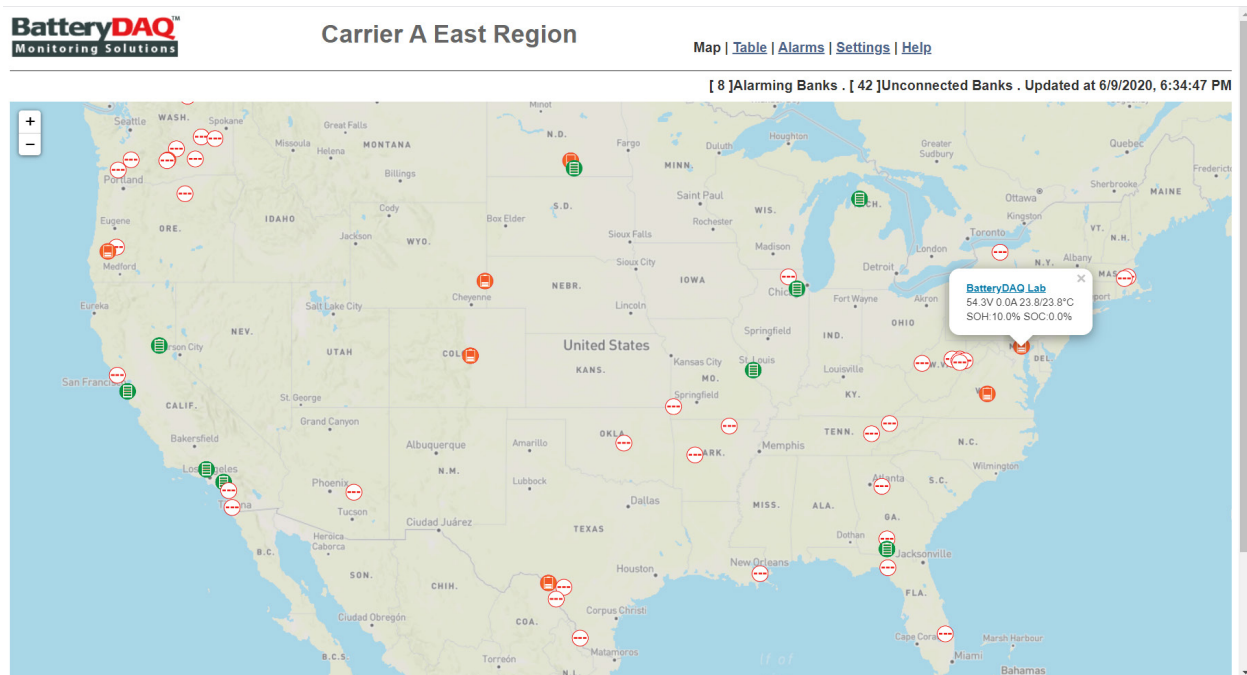 BatteryDAQ™
Monitoring Solutions
Carrier A East Region
Map | Table | Alarms | Settings | Help
[ 8 ]Alarming Banks . [ 42 ]Unconnected Banks . Updated at 6/9/2020, 6:34:47 PM
+
−
Minot
Seattle
WASH.
Spokane
Great Falls
N.D.
Fargo
Duluth
Houghton
Greater
Sudbury
Quebec
Missoula
Helena
MONTANA
MINN.
Portland
Billings
Saint Paul
WIS.
Ottawa
Sherbrooke
MAINE
Eugene
ORE.
IDAHO
Cody
Box Elder
S.D.
Rochester
Kingston
Toronto
VT.
N.H.
Jackson
WYO.
Sioux Falls
Madison
London
Medford
Sioux City
Detroit
N.Y.
Albany
IOWA
NEBR.
Eureka
Salt Lake City
Cheyenne
Lincoln
Fort Wayne
Akron
BatteryDAQ Lab
×
54.3V 0.0A 23.8/23.8°C
SOH:10.0% SOC:0.0%
NEV.
UTAH
United States
Springfield
IND.
OHIO
DEL.
KANS.
Kansas City
St. Louis
MO.
Louisville
Springfield
KY.
CALIF.
St. George
Grand Canyon
Bakersfield
Albuquerque
Amarillo
OKLA.
TENN.
N.C.
Memphis
ARK.
N.M.
Lubbock
Wilmington
Phoenix
Atlanta
S.C.
Tucson
Dallas
MISS.
ALA.
GA.
Ciudad Juárez
TEXAS
Heroica
Caborca
Dothan
Jacksonville
B.C.
SON.
CHIH.
Houston
New Orleans
FLA.
Corpus Christi
Ciudad Obregón
COA.
Cape Coral
Marsh Harbour
B.C.S.
Torreón
Matamoros
Miami
N.L.
Bahamas